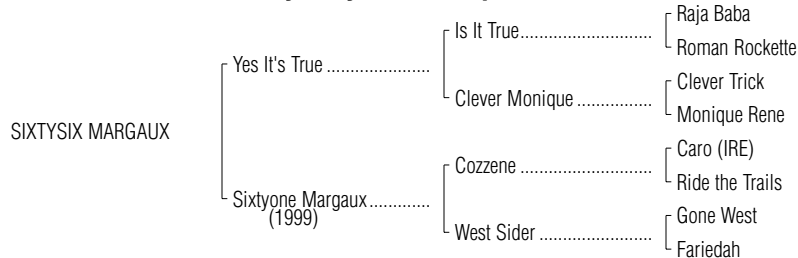 Raja Baba
Is It True..............................
Roman Rockette
Yes It's True ......................
Clever Trick
Clever Monique .................
Monique Rene
SIXTYSIX MARGAUX
Caro (IRE)
Cozzene ..............................
Ride the Trails
Sixtyone Margaux.............
(1999)
Gone West
West Sider .........................
Fariedah